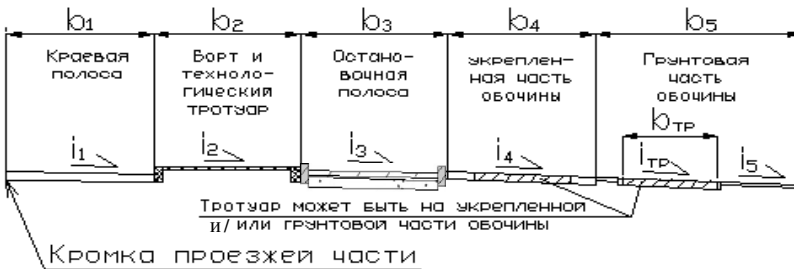 b1 b2 b3 b4 b5
Краевая полоса
Борт и техноло-
гический
тротуар
Остано-
вочная
полоса
укреплен-
ная часть
обочины
Грунтовая
часть
обочины
bтр
i1 i2 i3 i4 iтр i5
Тротуар может быть на укрепленной
и/ или грунтовой части обочины
Кромка проезжей части